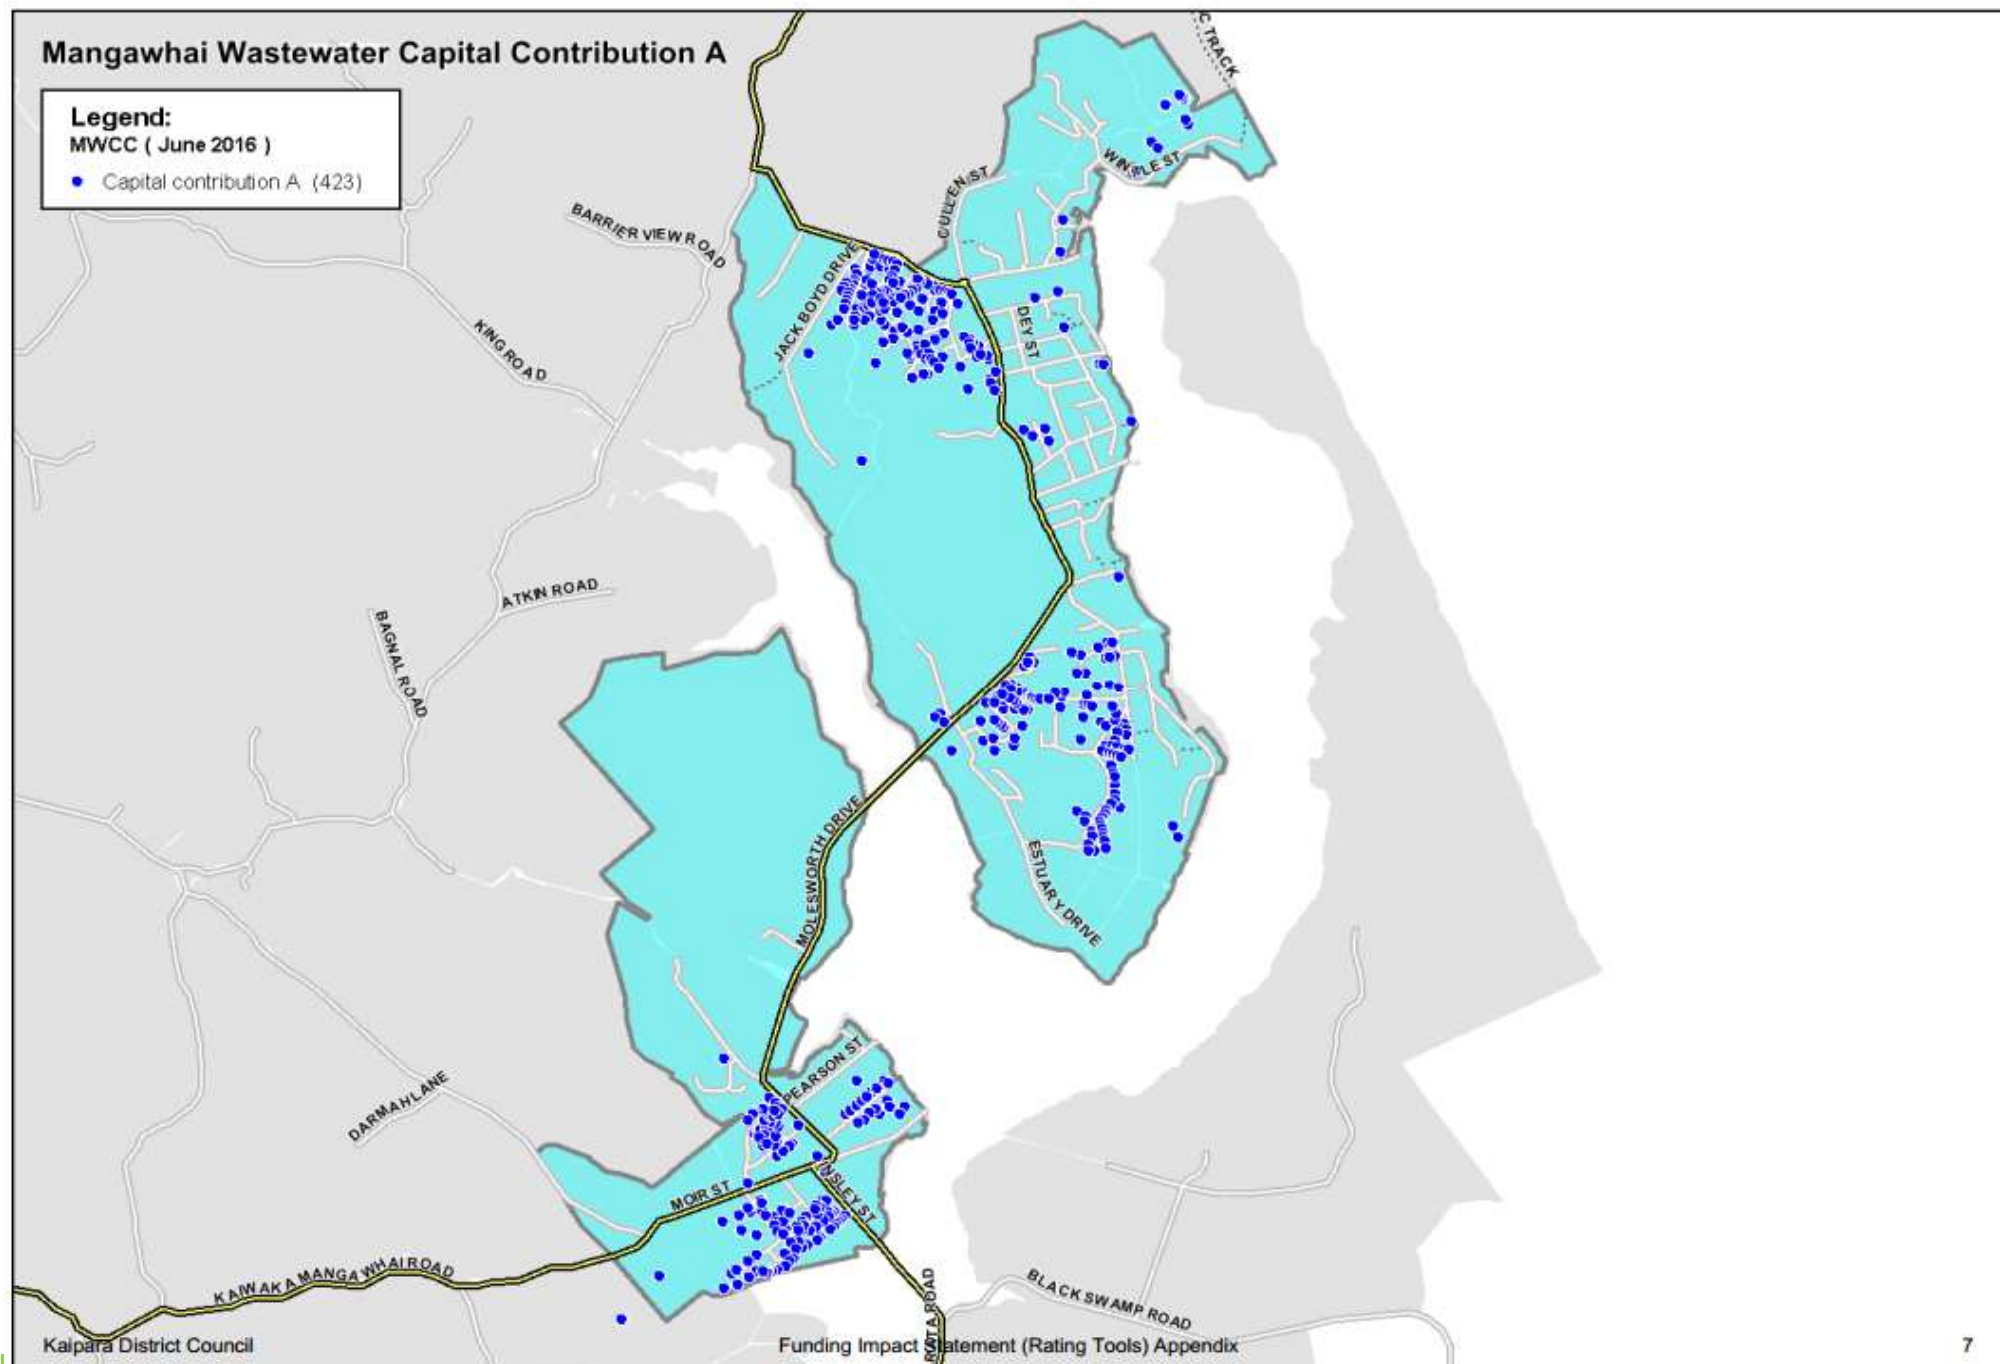 Mangawhai Wastewater Capital Contribution A
Legend:
MWCC ( June 2016 )
Capital contribution A (423)
C TRACK
WINTLE ST
CULLEN ST
BARRIER VIEW ROAD
JACK BOYD DRIVE
DEY ST
KING ROAD
ATKIN ROAD
BAGNAL ROAD
MOLESWORTH DRIVE
ESTUARY DRIVE
PEARSON ST
DARMAH LANE
MOIR ST
INSLEY ST
KAIWAKA MANGAWHAI ROAD
BLACK SWAMP ROAD
Kaipara District Council
Funding Impact Statement (Rating Tools) Appendix
7